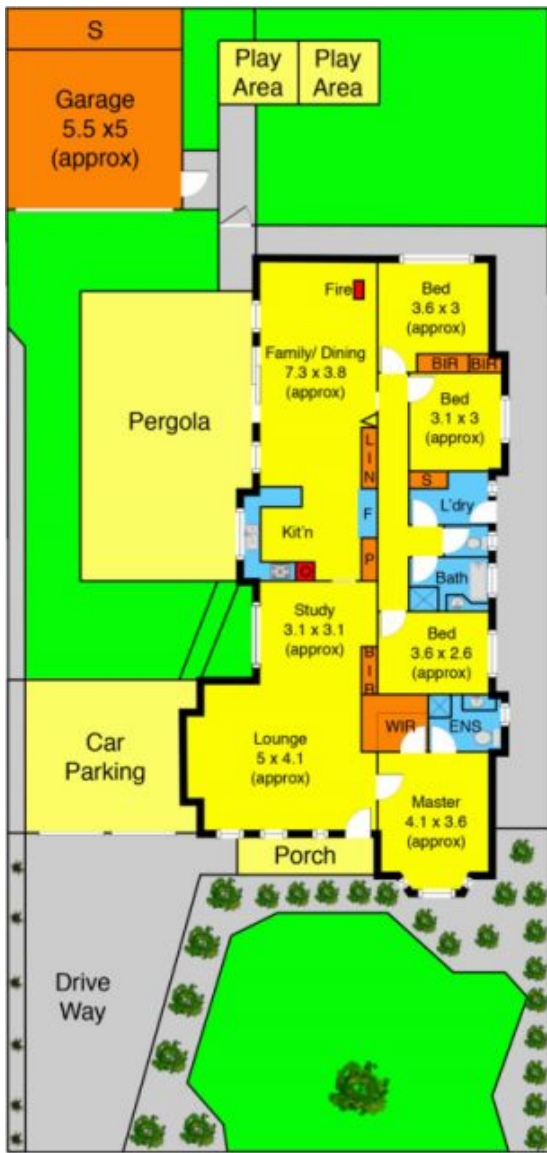 S
Garage
5.5 x5
(approx)
Play
Area
Play
Area
Fire
Bed
3.6 x 3
(approx)
Family/ Dining
7.3 x 3.8
(approx)
BIR
BIR
Bed
3.1 x 3
(approx)
Pergola
LIN
S
L'dry
F
Kit'n
P
Bath
Study
3.1 x 3.1
(approx)
Bed
3.6 x 2.6
(approx)
BIR
Car
Parking
Lounge
5 x 4.1
(approx)
WIR
ENS
Master
4.1 x 3.6
(approx)
Porch
Drive
Way